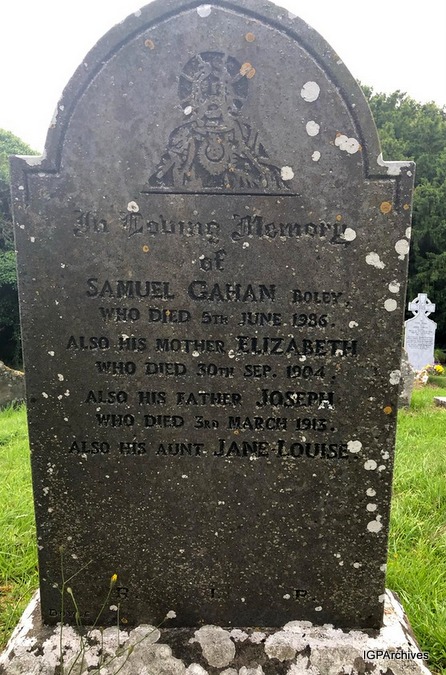 In Loving Memory
of
SAMUEL GAHAN BOLEY.
WHO DIED 5TH JUNE 1936.
ALSO HIS MOTHER ELIZABETH
WHO DIED 30TH SEP. 1904.
ALSO HIS FATHER JOSEPH
WHO DIED 3RD MARCH 1913.
ALSO HIS AUNT JANE LOUISE.
R I P
IGPArchives